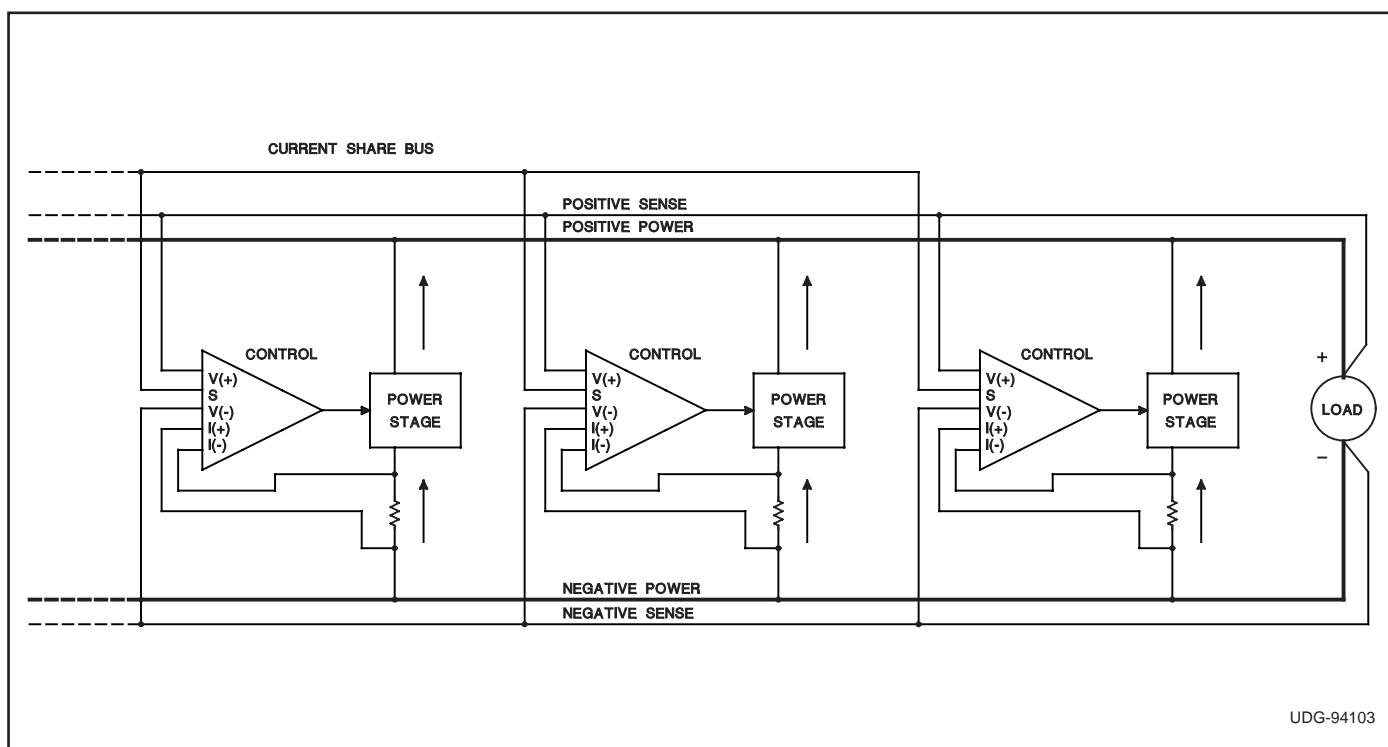 CURRENT SHARE BUS
POSITIVE SENSE
POSITIVE POWER
CONTROL
V(+)
S
V(-)
I(+)
I(-)
POWER
STAGE
CONTROL
V(+)
S
V(-)
I(+)
I(-)
POWER
STAGE
CONTROL
V(+)
S
V(-)
I(+)
I(-)
POWER
STAGE
+
LOAD
−
NEGATIVE POWER
NEGATIVE SENSE
UDG-94103